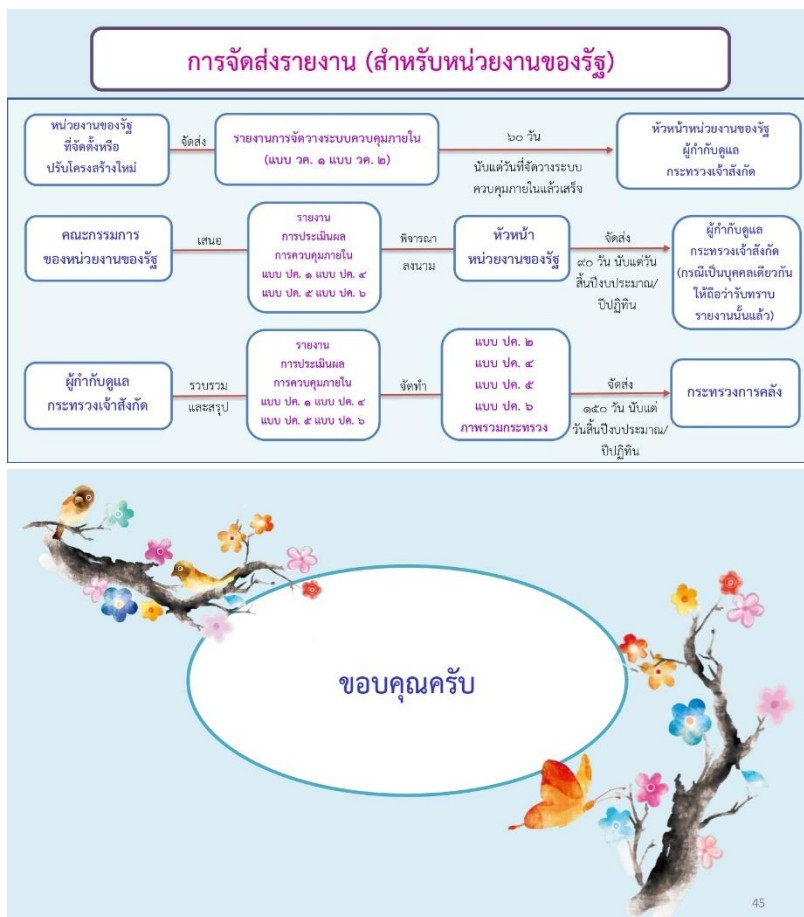 การจัดส่งรายงาน (สำหรับหน่วยงานของรัฐ)
หน่วยงานของรัฐ
ที่จัดตั้งหรือ
ปรับโครงสร้างใหม่
จัดส่ง
รายงานการจัดวางระบบควบคุมภายใน
(แบบ วค. ๑ แบบ วค. ๒)
๖๐ วัน
นับแต่วันที่จัดวางระบบ
ควบคุมภายในแล้วเสร็จ
หัวหน้าหน่วยงานของรัฐ
ผู้กำกับดูแล
กระทรวงเจ้าสังกัด
คณะกรรมการ
ของหน่วยงานของรัฐ
เสนอ
รายงาน
การประเมินผล
การควบคุมภายใน
แบบ ปค. ๑ แบบ ปค. ๔
แบบ ปค. ๕ แบบ ปค. ๖
พิจารณา
ลงนาม
หัวหน้า
หน่วยงานของรัฐ
จัดส่ง
๙๐ วัน นับแต่วัน
สิ้นปีงบประมาณ/
ปีปฏิทิน
ผู้กำกับดูแล
กระทรวงเจ้าสังกัด
(กรณีเป็นบุคคลเดียวกัน
ให้ถือว่ารับทราบ
รายงานนั้นแล้ว)
ผู้กำกับดูแล
กระทรวงเจ้าสังกัด
รวบรวม
และสรุป
รายงาน
การประเมินผล
การควบคุมภายใน
แบบ ปค. ๑ แบบ ปค. ๔
แบบ ปค. ๕ แบบ ปค. ๖
จัดทำ
แบบ ปค. ๒
แบบ ปค. ๔
แบบ ปค. ๕
แบบ ปค. ๖
ภาพรวมกระทรวง
จัดส่ง
๑๕๐ วัน นับแต่
วันสิ้นปีงบประมาณ/
ปีปฏิทิน
กระทรวงการคลัง
ขอบคุณครับ
45